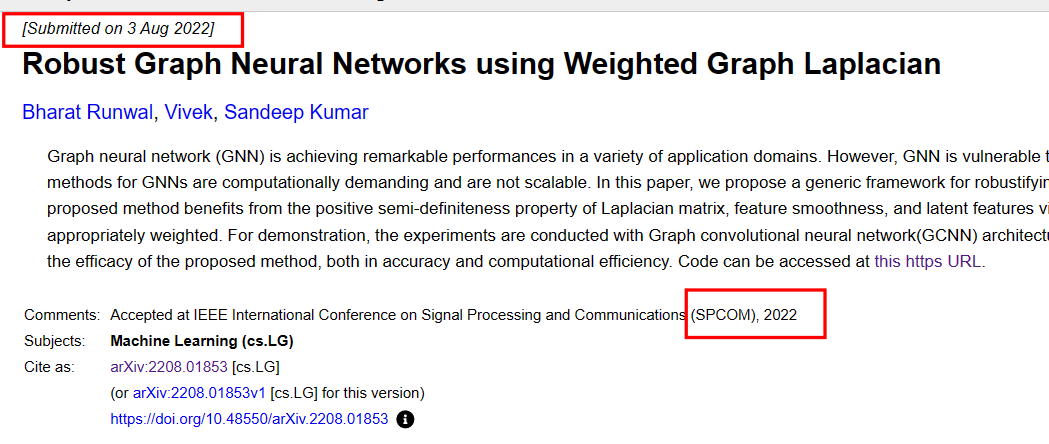 [Submitted on 3 Aug 2022]
Robust Graph Neural Networks using Weighted Graph Laplacian
Bharat Runwal, Vivek, Sandeep Kumar
Graph neural network (GNN) is achieving remarkable performances in a variety of application domains. However, GNN is vulnerable
methods for GNNs are computationally demanding and are not scalable. In this paper, we propose a generic framework for robustifyin
proposed method benefits from the positive semi-definiteness property of Laplacian matrix, feature smoothness, and latent features vi
appropriately weighted. For demonstration, the experiments are conducted with Graph convolutional neural network(GCNN) architectu
the efficacy of the proposed method, both in accuracy and computational efficiency. Code can be accessed at this https URL.
Comments: Accepted at IEEE International Conference on Signal Processing and Communications (SPCOM), 2022
Subjects: Machine Learning (cs.LG)
Cite as: arXiv:2208.01853 [cs.LG]
(or arXiv:2208.01853v1 [cs.LG] for this version)
https://doi.org/10.48550/arXiv.2208.01853